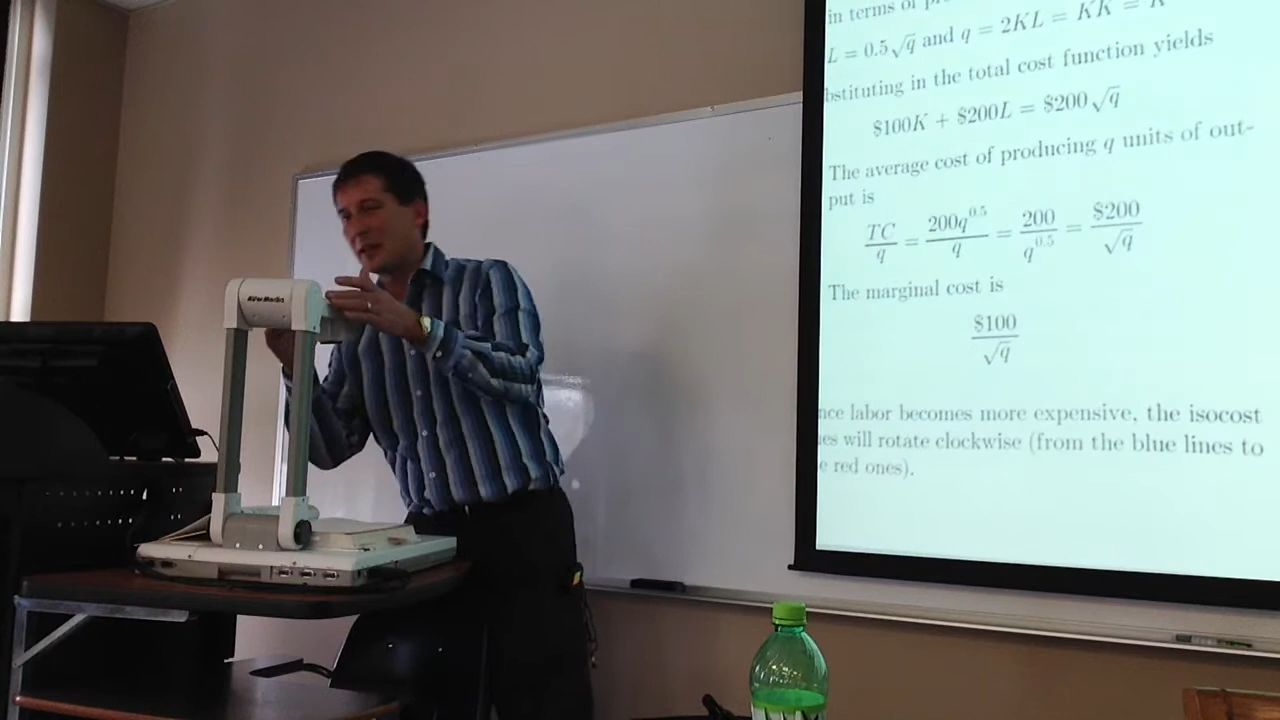 in terms of
L = 0.5√q and q = 2KL = KK = K
bstituting in the total cost function yields
$100K + $200L = $200√q
The average cost of producing q units of out-
put is
TC/q = 200q^0.5/q = 200/q^0.5 = $200/√q
The marginal cost is
$100/√q
nce labor becomes more expensive, the isocost
es will rotate clockwise (from the blue lines to
e red ones).
AVerMedia